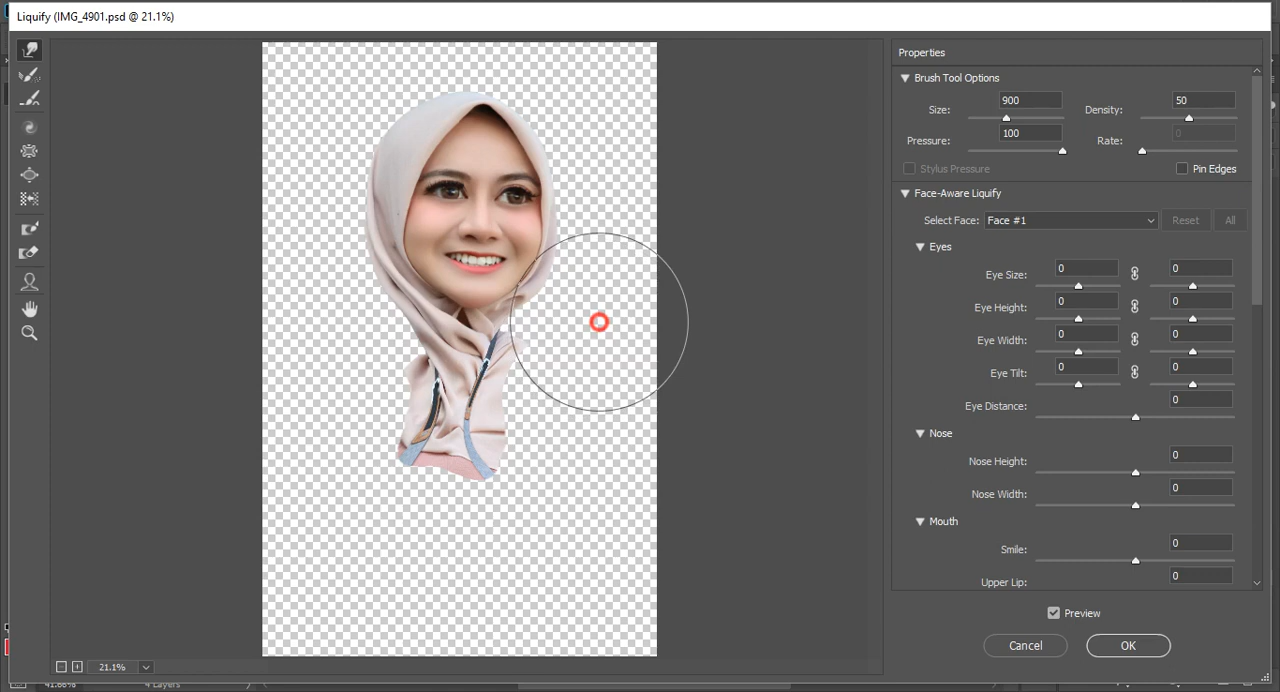 Liquify (IMG_4901.psd @ 21.1%)
Properties
Brush Tool Options
Size: 900 Density: 50
Pressure: 100 Rate: 0
Stylus Pressure Pin Edges
Face-Aware Liquify
Select Face: Face #1 Reset All
Eyes
Eye Size: 0 0
Eye Height: 0 0
Eye Width: 0 0
Eye Tilt: 0 0
Eye Distance: 0
Nose
Nose Height: 0
Nose Width: 0
Mouth
Smile: 0
Upper Lip: 0
Preview
Cancel OK
21.1%
41.66% 4 Layers